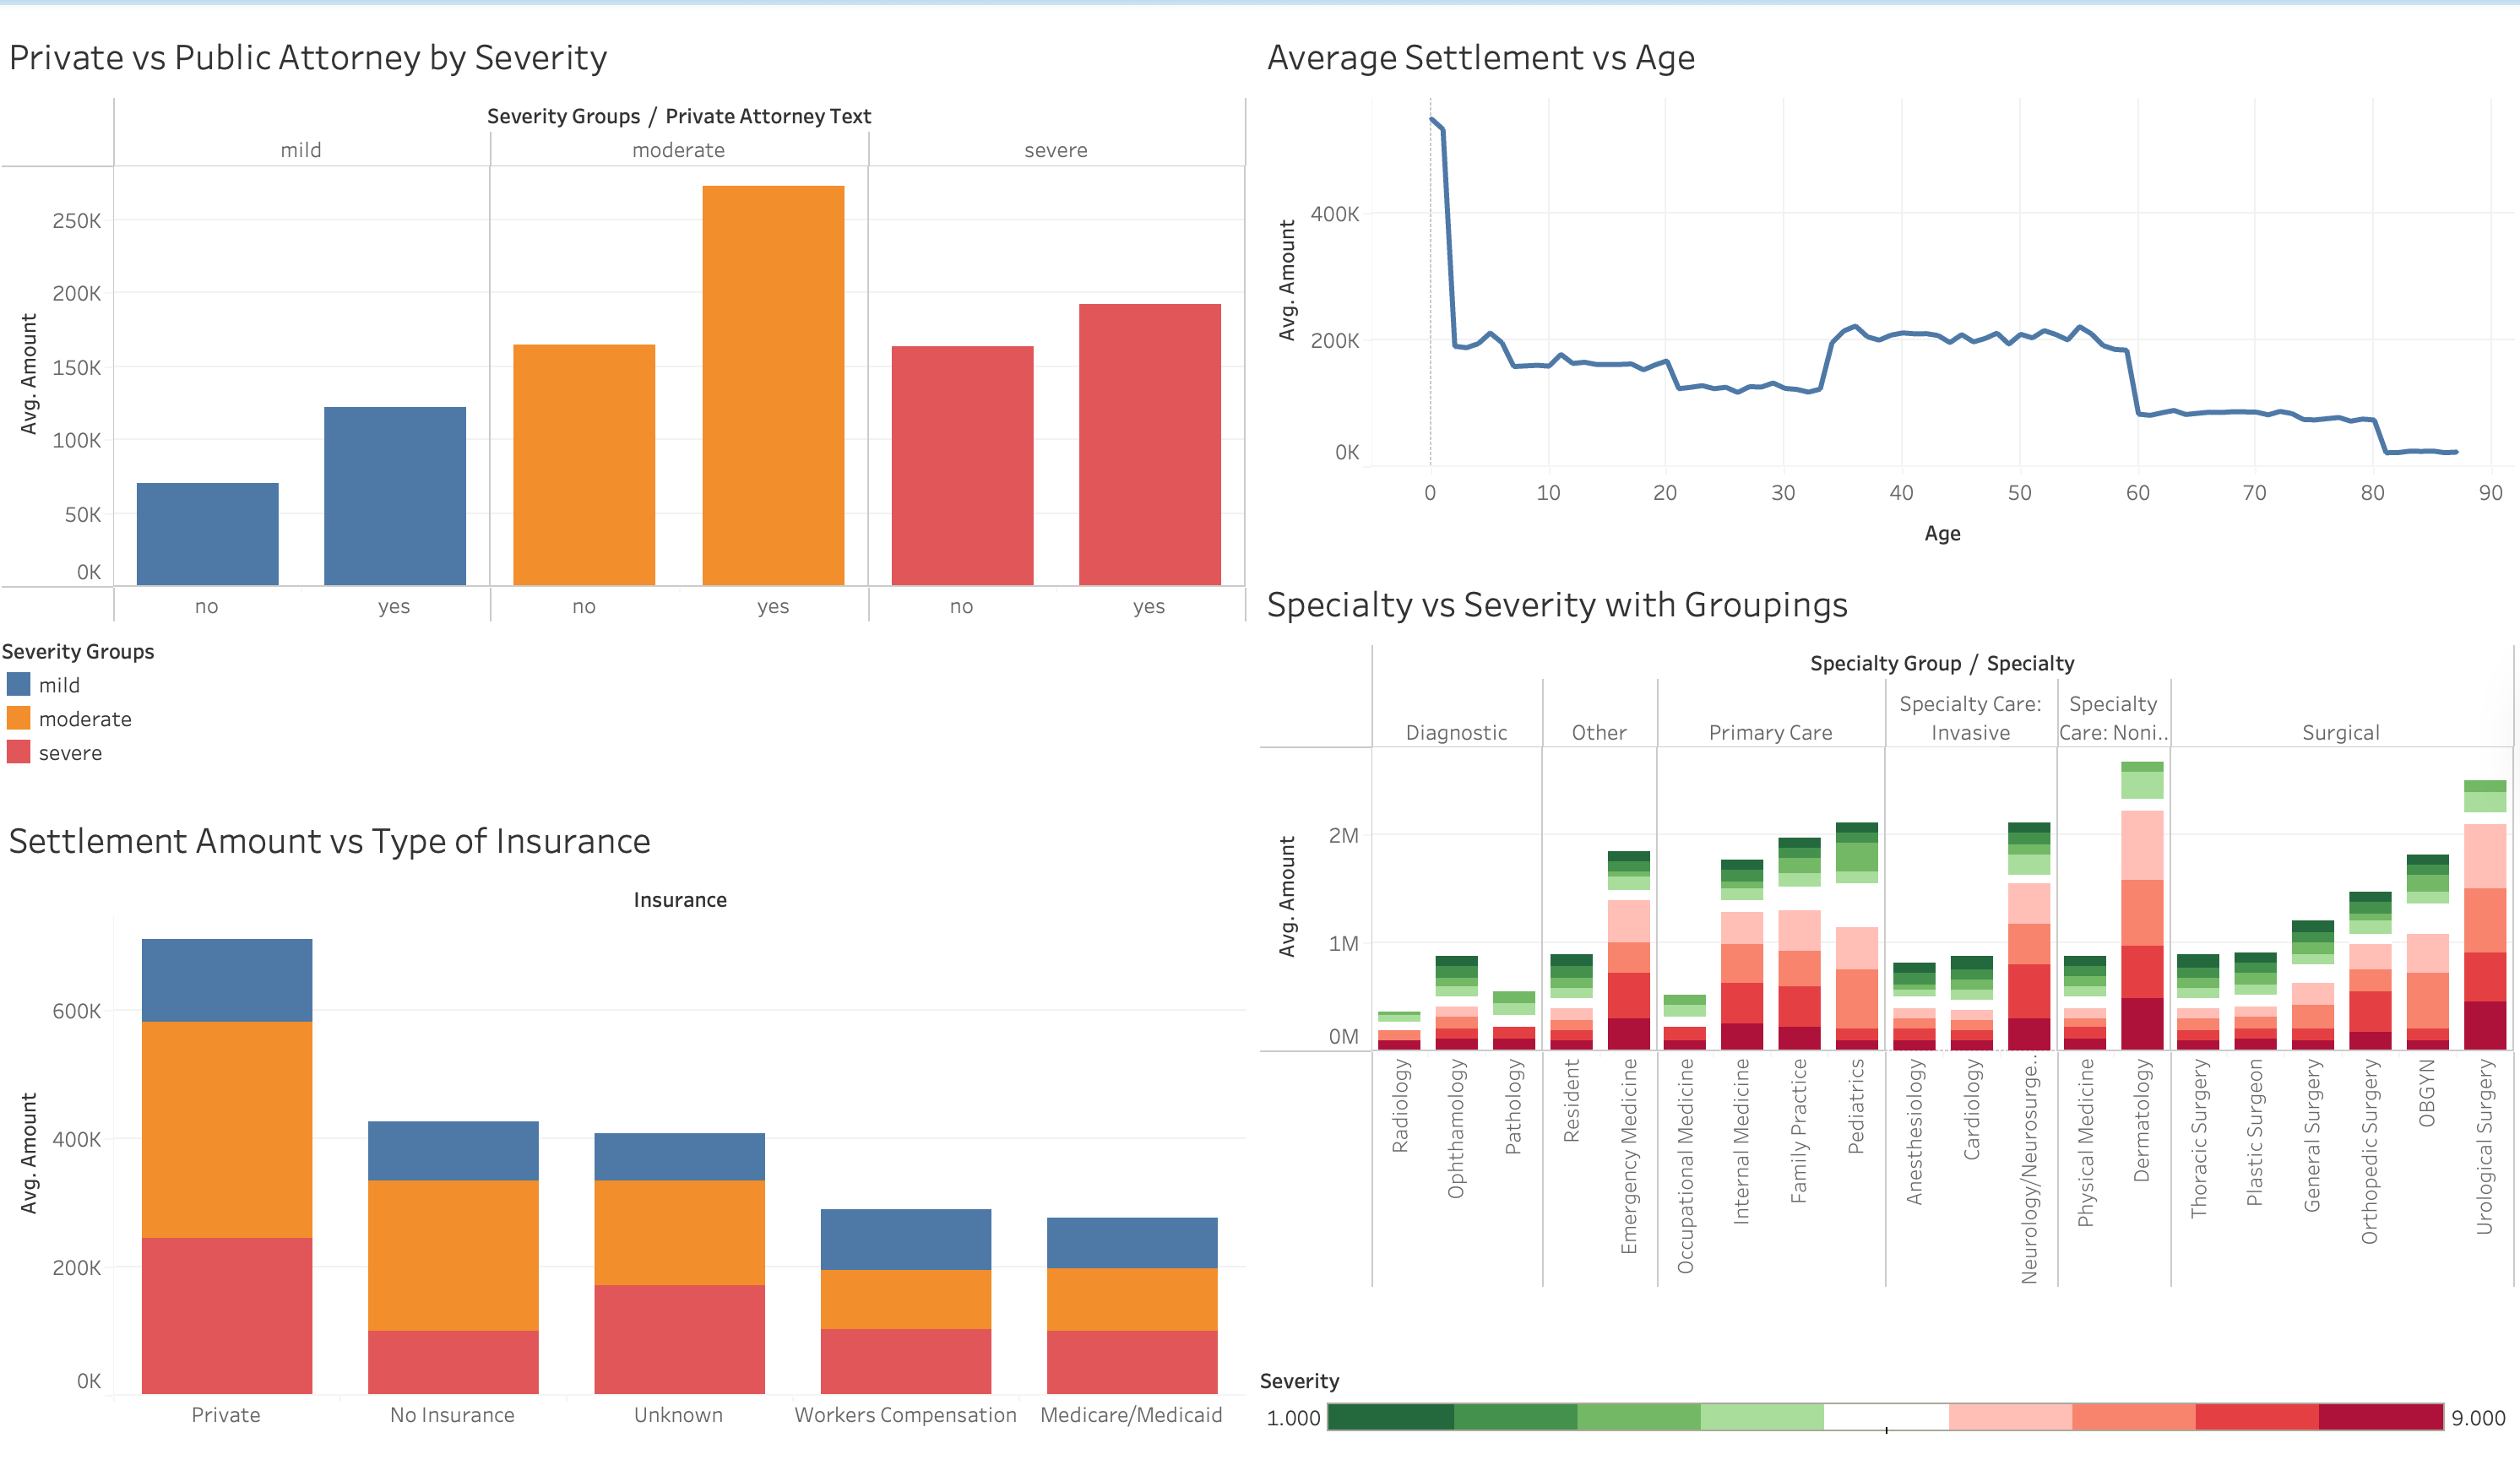 Private vs Public Attorney by Severity
Severity Groups / Private Attorney Text
mild moderate severe
Avg. Amount
250K
200K
150K
100K
50K
0K
no yes no yes no yes
Severity Groups
mild
moderate
severe
Settlement Amount vs Type of Insurance
Insurance
Avg. Amount
600K
400K
200K
0K
Private No Insurance Unknown Workers Compensation Medicare/Medicaid
Average Settlement vs Age
Avg. Amount
400K
200K
0K
0 10 20 30 40 50 60 70 80 90
Age
Specialty vs Severity with Groupings
Specialty Group / Specialty
Diagnostic
Other
Primary Care
Specialty Care:
Invasive
Specialty
Care: Noni..
Surgical
Avg. Amount
2M
1M
0M
Radiology
Ophthamology
Pathology
Resident
Emergency Medicine
Occupational Medicine
Internal Medicine
Family Practice
Pediatrics
Anesthesiology
Cardiology
Neurology/Neurosurge..
Physical Medicine
Dermatology
Thoracic Surgery
Plastic Surgeon
General Surgery
Orthopedic Surgery
OBGYN
Urological Surgery
Severity
1.000 9.000